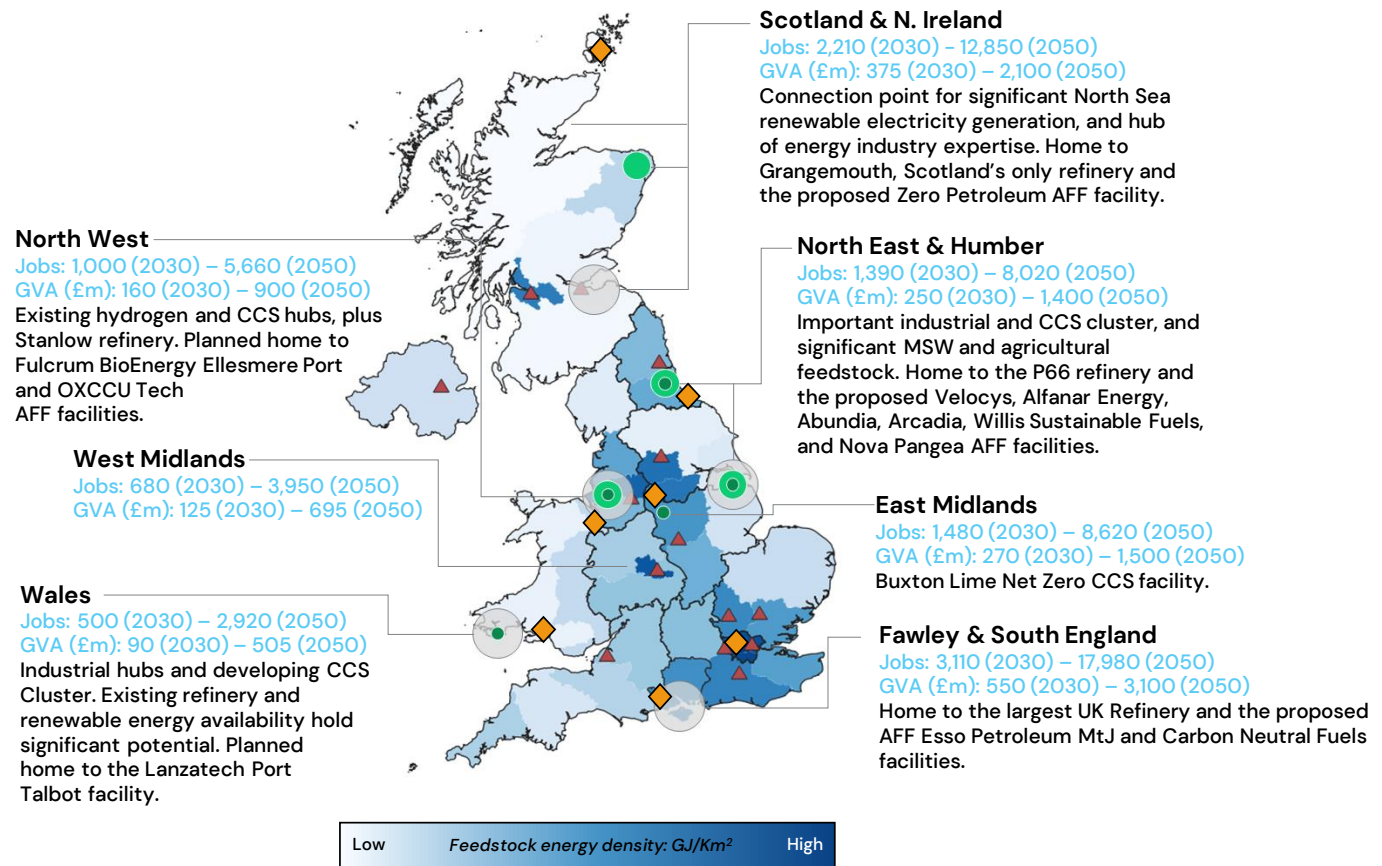 Scotland & N. Ireland
Jobs: 2,210 (2030) - 12,850 (2050)
GVA (£m): 375 (2030) – 2,100 (2050)
Connection point for significant North Sea
renewable electricity generation, and hub
of energy industry expertise. Home to
Grangemouth, Scotland’s only refinery and
the proposed Zero Petroleum AFF facility.
North West
Jobs: 1,000 (2030) – 5,660 (2050)
GVA (£m): 160 (2030) – 900 (2050)
Existing hydrogen and CCS hubs, plus
Stanlow refinery. Planned home to
Fulcrum BioEnergy Ellesmere Port
and OXCCU Tech
AFF facilities.
North East & Humber
Jobs: 1,390 (2030) – 8,020 (2050)
GVA (£m): 250 (2030) – 1,400 (2050)
Important industrial and CCS cluster, and
significant MSW and agricultural
feedstock. Home to the P66 refinery and
the proposed Velocys, Alfanar Energy,
Abundia, Arcadia, Willis Sustainable Fuels,
and Nova Pangea AFF facilities.
West Midlands
Jobs: 680 (2030) – 3,950 (2050)
GVA (£m): 125 (2030) – 695 (2050)
East Midlands
Jobs: 1,480 (2030) – 8,620 (2050)
GVA (£m): 270 (2030) – 1,500 (2050)
Buxton Lime Net Zero CCS facility.
Wales
Jobs: 500 (2030) – 2,920 (2050)
GVA (£m): 90 (2030) – 505 (2050)
Industrial hubs and developing CCS
Cluster. Existing refinery and
renewable energy availability hold
significant potential. Planned
home to the Lanzatech Port
Talbot facility.
Fawley & South England
Jobs: 3,110 (2030) – 17,980 (2050)
GVA (£m): 550 (2030) – 3,100 (2050)
Home to the largest UK Refinery and the proposed
AFF Esso Petroleum MtJ and Carbon Neutral Fuels
facilities.
Low Feedstock energy density: GJ/Km² High